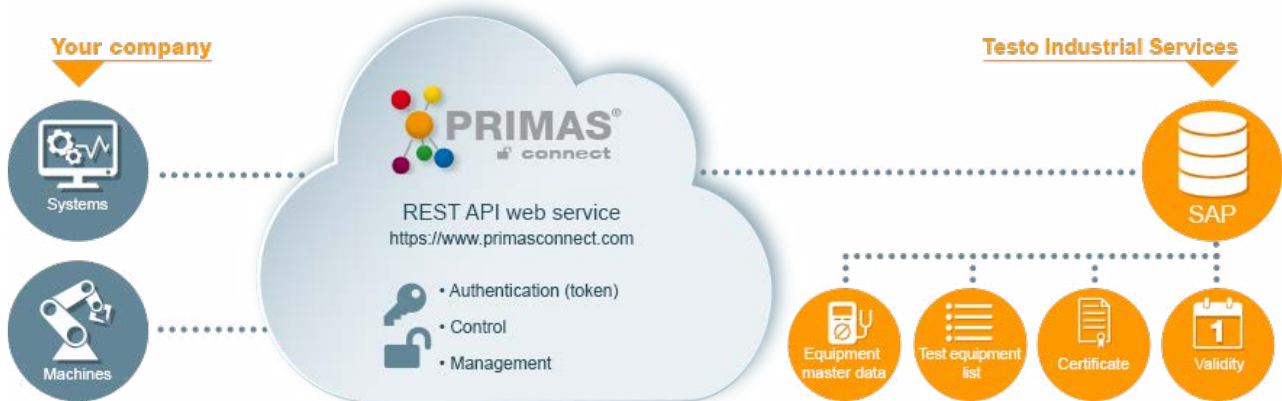 Your company
Systems
Machines
PRIMAS®
connect
REST API web service
https://www.primasconnect.com
• Authentication (token)
• Control
• Management
Testo Industrial Services
SAP
Equipment
master data
Test equipment
list
Certificate
1
Validity